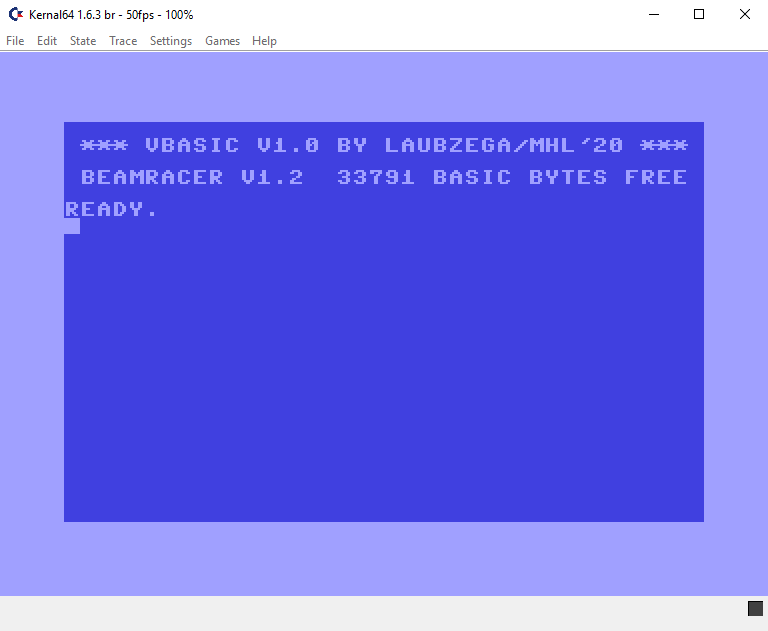 Kernal64 1.6.3 br - 50fps - 100%
File Edit State Trace Settings Games Help
*** VBASIC V1.0 BY LAUBZEGA/MHL'20 ***
BEAMRACER V1.2  33791 BASIC BYTES FREE
READY.